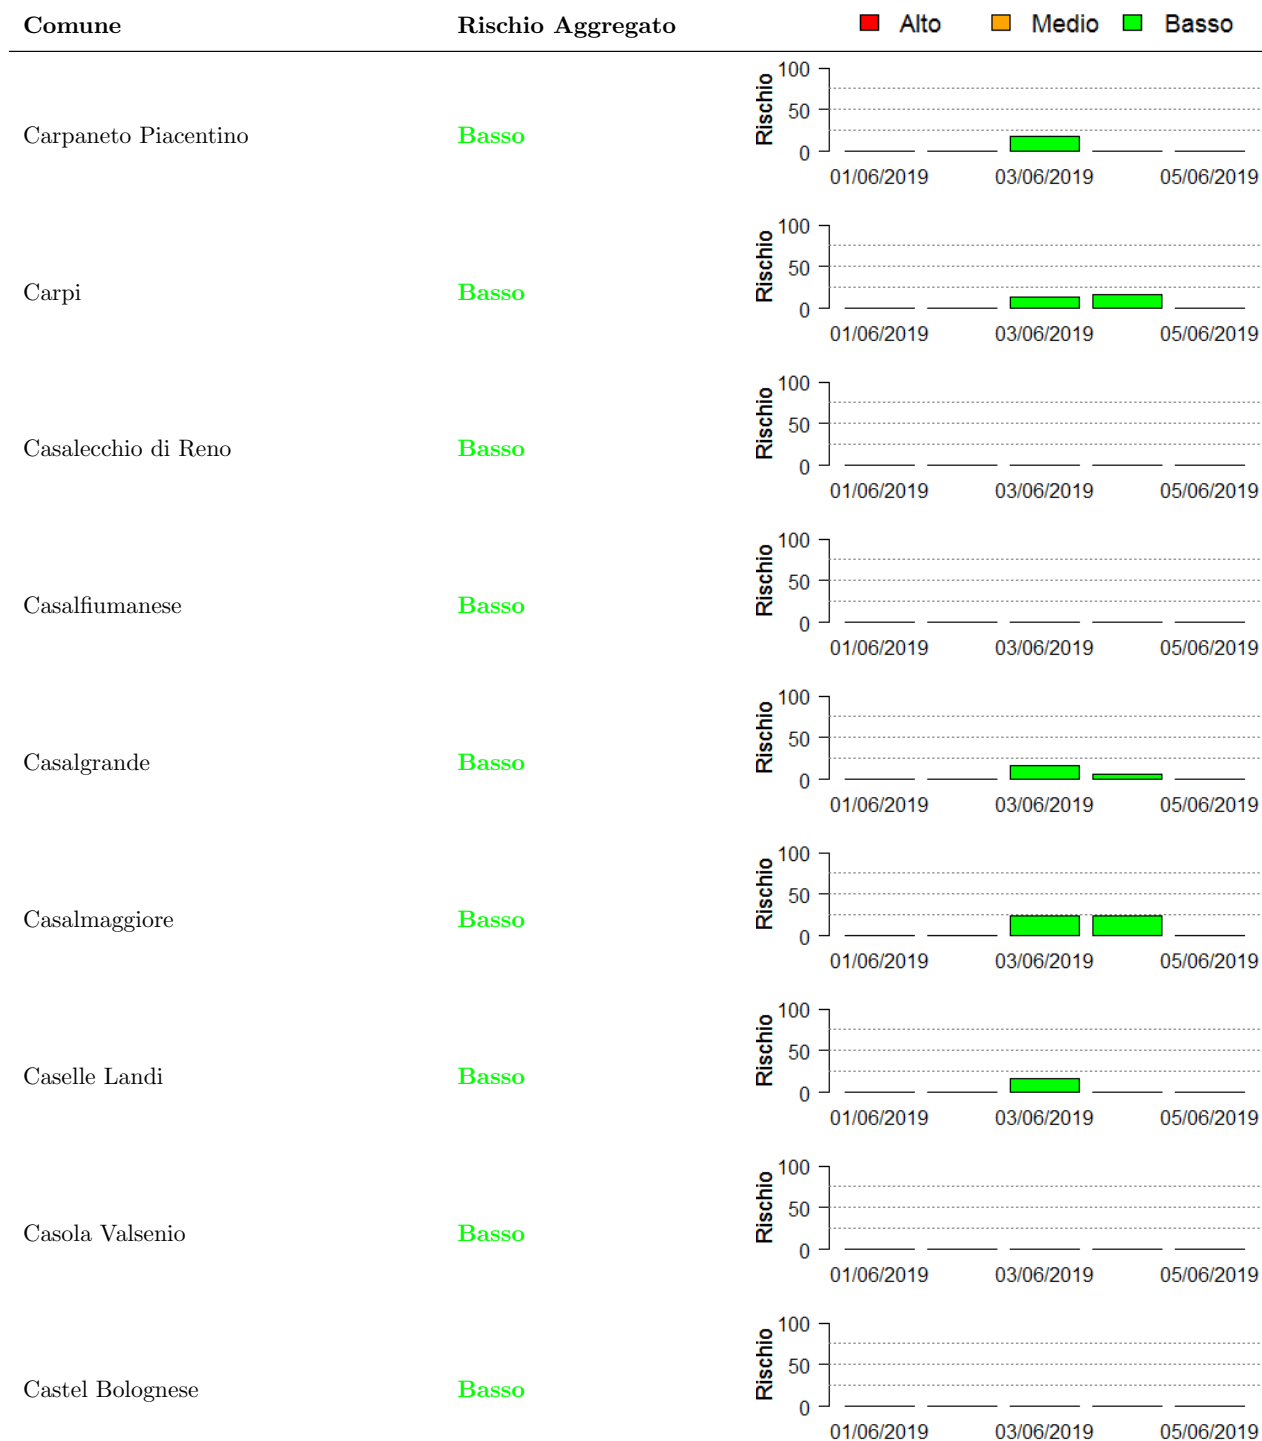 Comune Rischio Aggregato Alto Medio Basso
Carpaneto Piacentino Basso
Rischio
100
50
0
01/06/2019 03/06/2019 05/06/2019
Carpi Basso
Rischio
100
50
0
01/06/2019 03/06/2019 05/06/2019
Casalecchio di Reno Basso
Rischio
100
50
0
01/06/2019 03/06/2019 05/06/2019
Casalfiumanese Basso
Rischio
100
50
0
01/06/2019 03/06/2019 05/06/2019
Casalgrande Basso
Rischio
100
50
0
01/06/2019 03/06/2019 05/06/2019
Casalmaggiore Basso
Rischio
100
50
0
01/06/2019 03/06/2019 05/06/2019
Caselle Landi Basso
Rischio
100
50
0
01/06/2019 03/06/2019 05/06/2019
Casola Valsenio Basso
Rischio
100
50
0
01/06/2019 03/06/2019 05/06/2019
Castel Bolognese Basso
Rischio
100
50
0
01/06/2019 03/06/2019 05/06/2019